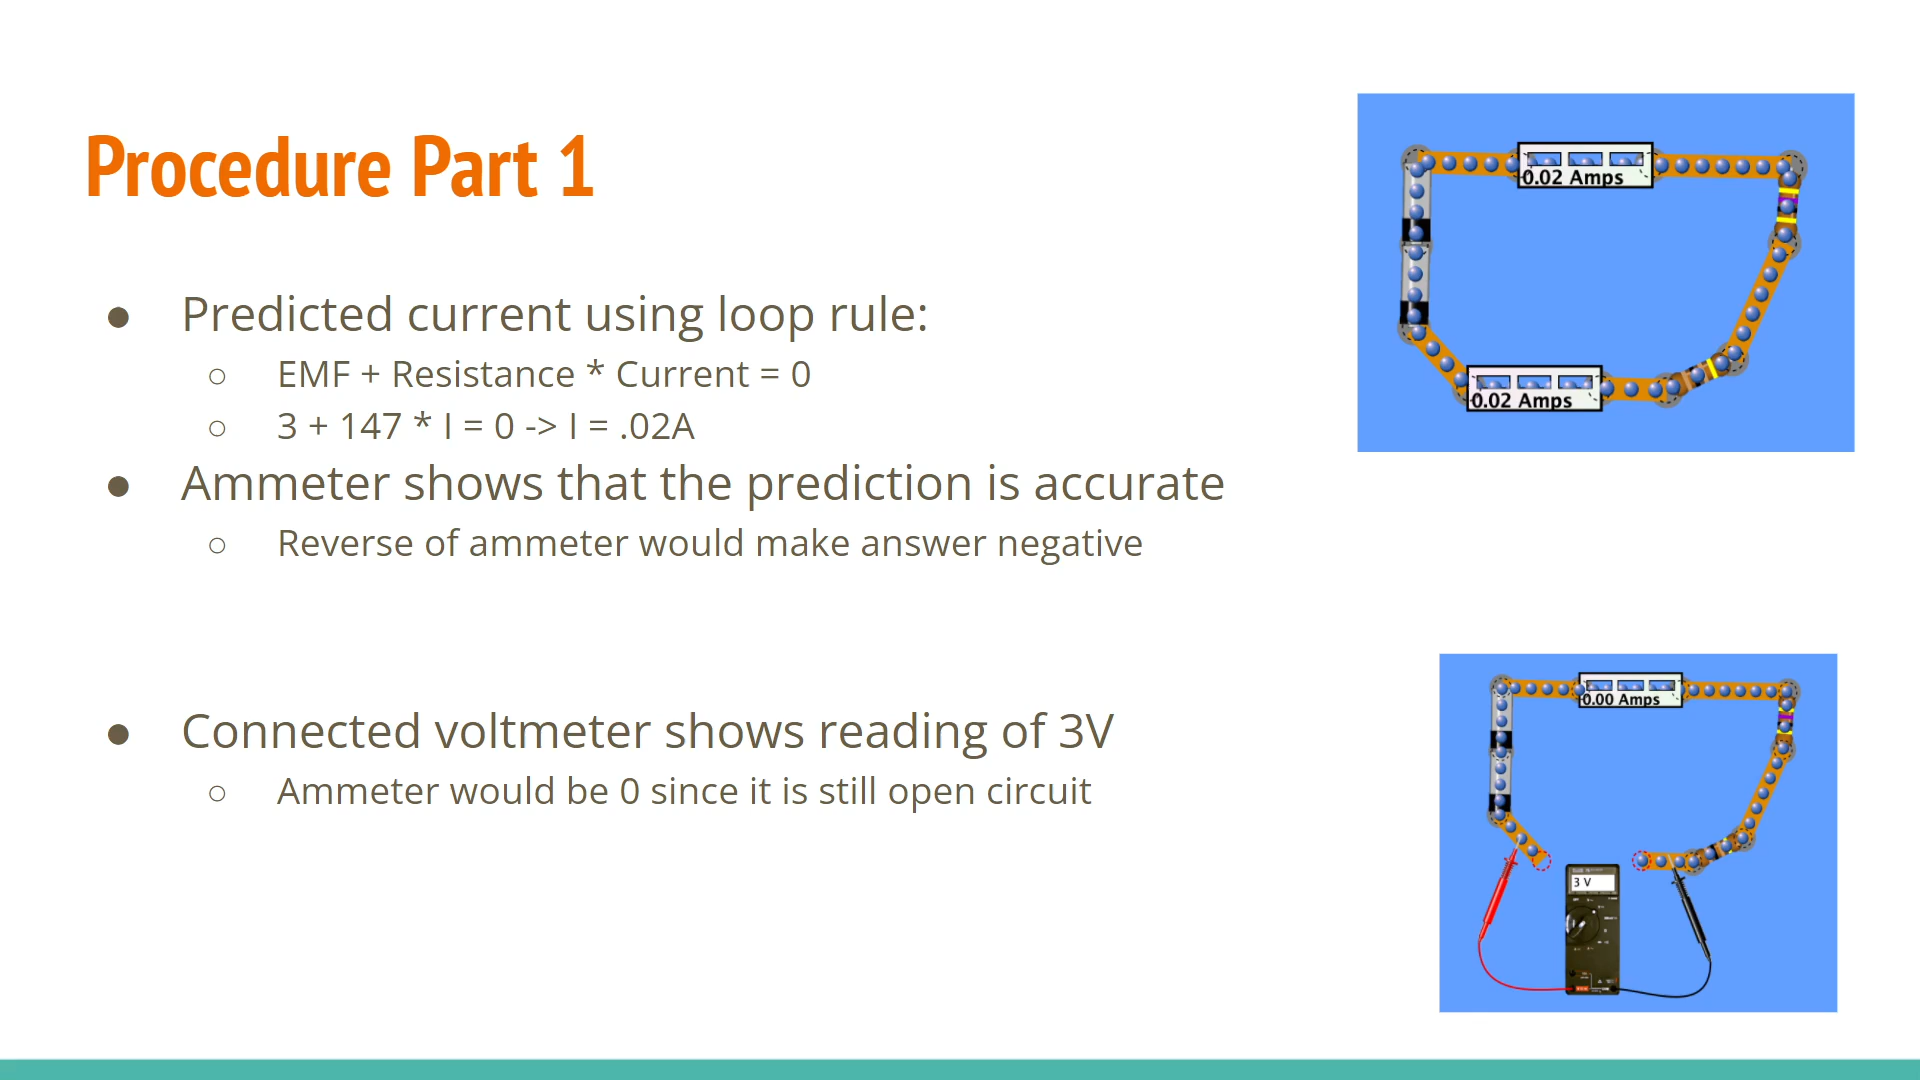 Procedure Part 1
● Predicted current using loop rule:
○ EMF + Resistance * Current = 0
○ 3 + 147 * I = 0 -> I = .02A
● Ammeter shows that the prediction is accurate
○ Reverse of ammeter would make answer negative
● Connected voltmeter shows reading of 3V
○ Ammeter would be 0 since it is still open circuit
0.02 Amps
0.02 Amps
0.00 Amps
3 V